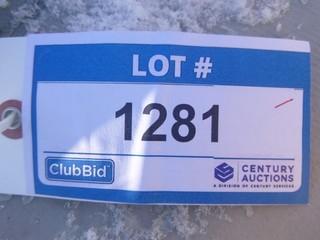 LOT #
1281
ClubBid
CENTURY
AUCTIONS
A DIVISION OF CENTURY SERVICES